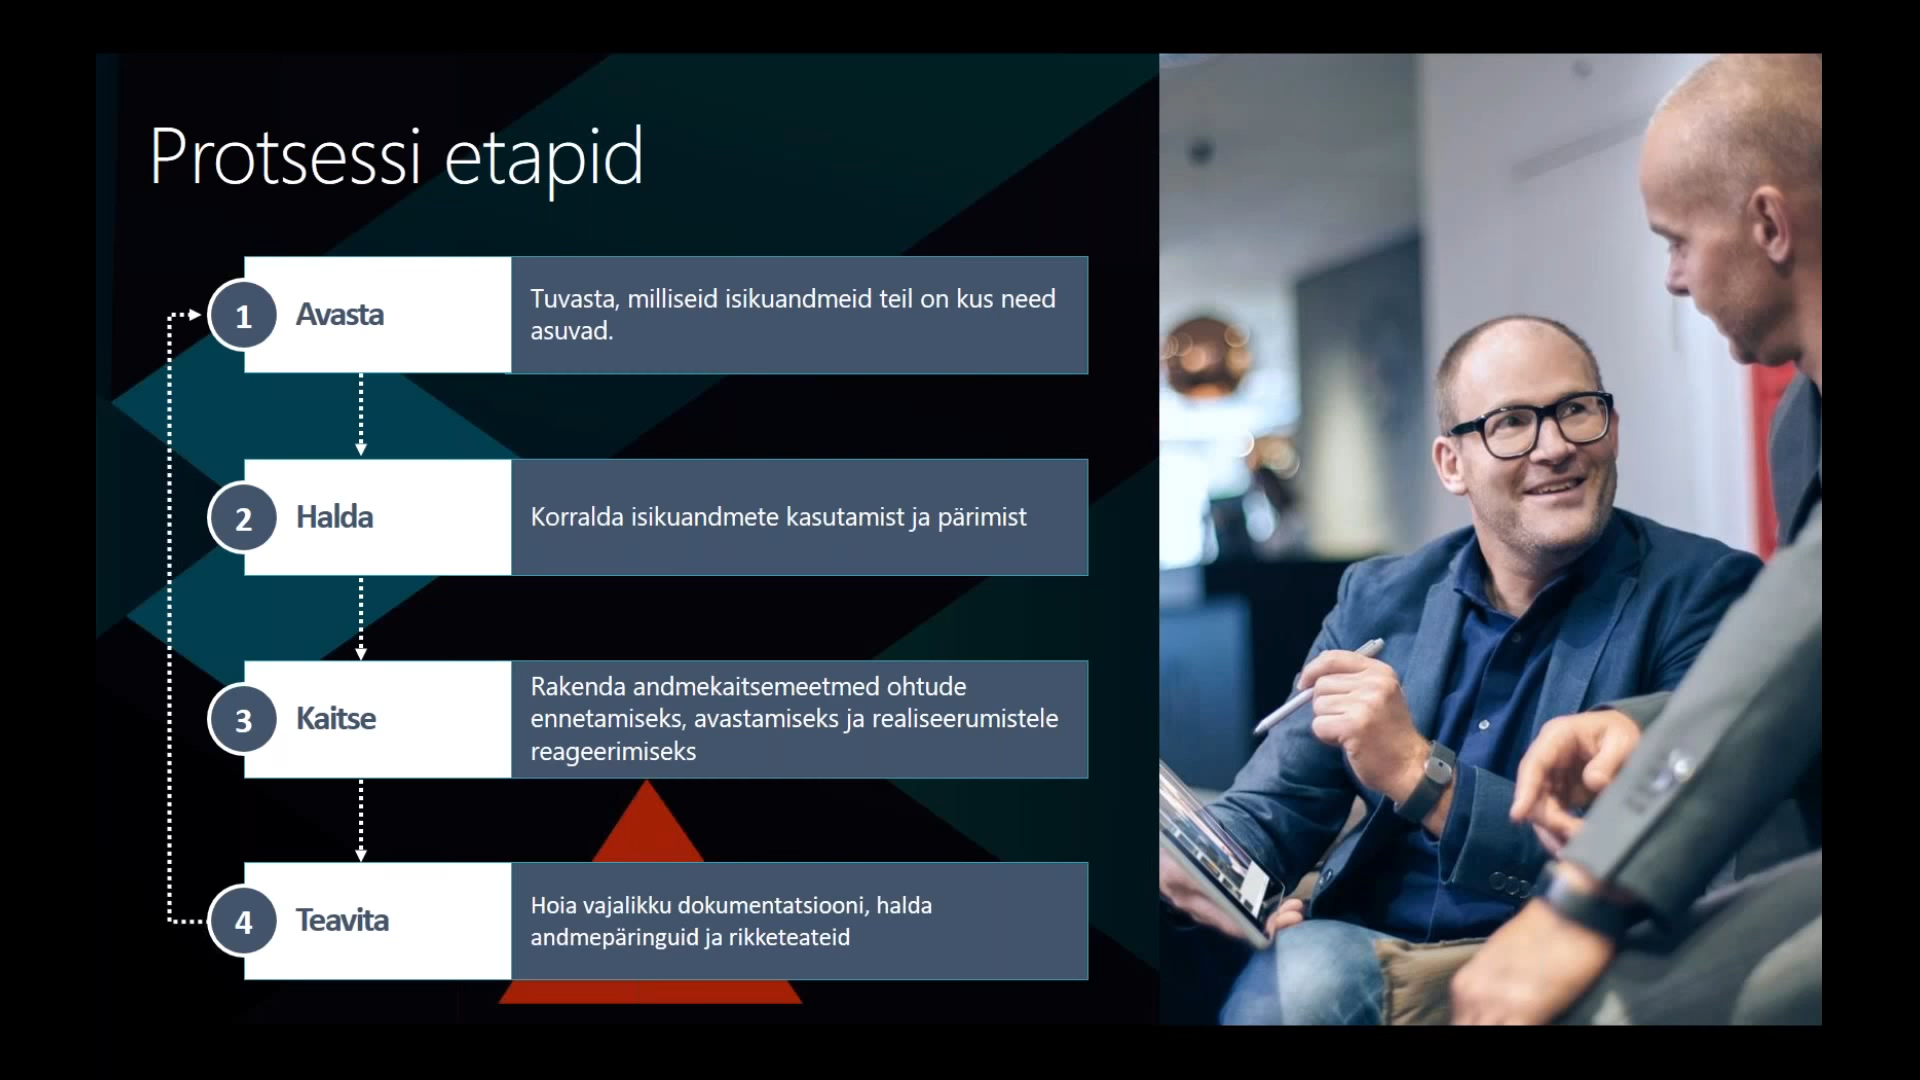 Protsessi etapid
1
Avasta
Tuvasta, milliseid isikuandmeid teil on kus need
asuvad.
2
Halda
Korralda isikuandmete kasutamist ja pärimist
3
Kaitse
Rakenda andmekaitsemeetmed ohtude
ennetamiseks, avastamiseks ja realiseerumistele
reageerimiseks
4
Teavita
Hoia vajalikku dokumentatsiooni, halda
andmepäringuid ja rikketeateid